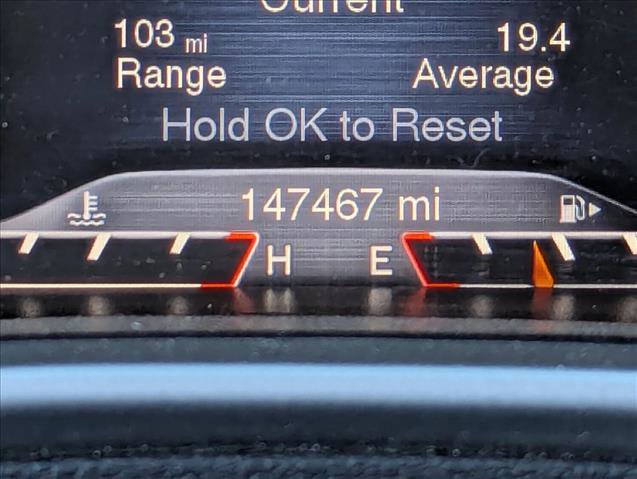 Current
103 mi 19.4
Range Average
Hold OK to Reset
147467 mi
H E